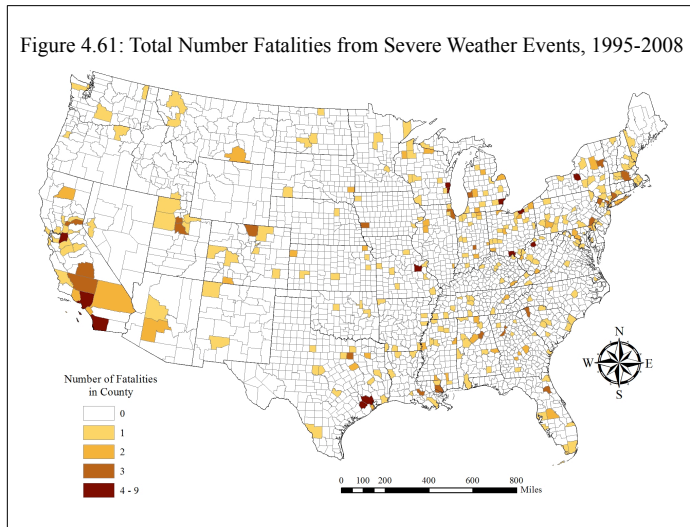 Figure 4.61: Total Number Fatalities from Severe Weather Events, 1995-2008
N
W
E
S
Number of Fatalities
in County
0
1
2
3
4 - 9
0 100 200 400 600 800
Miles